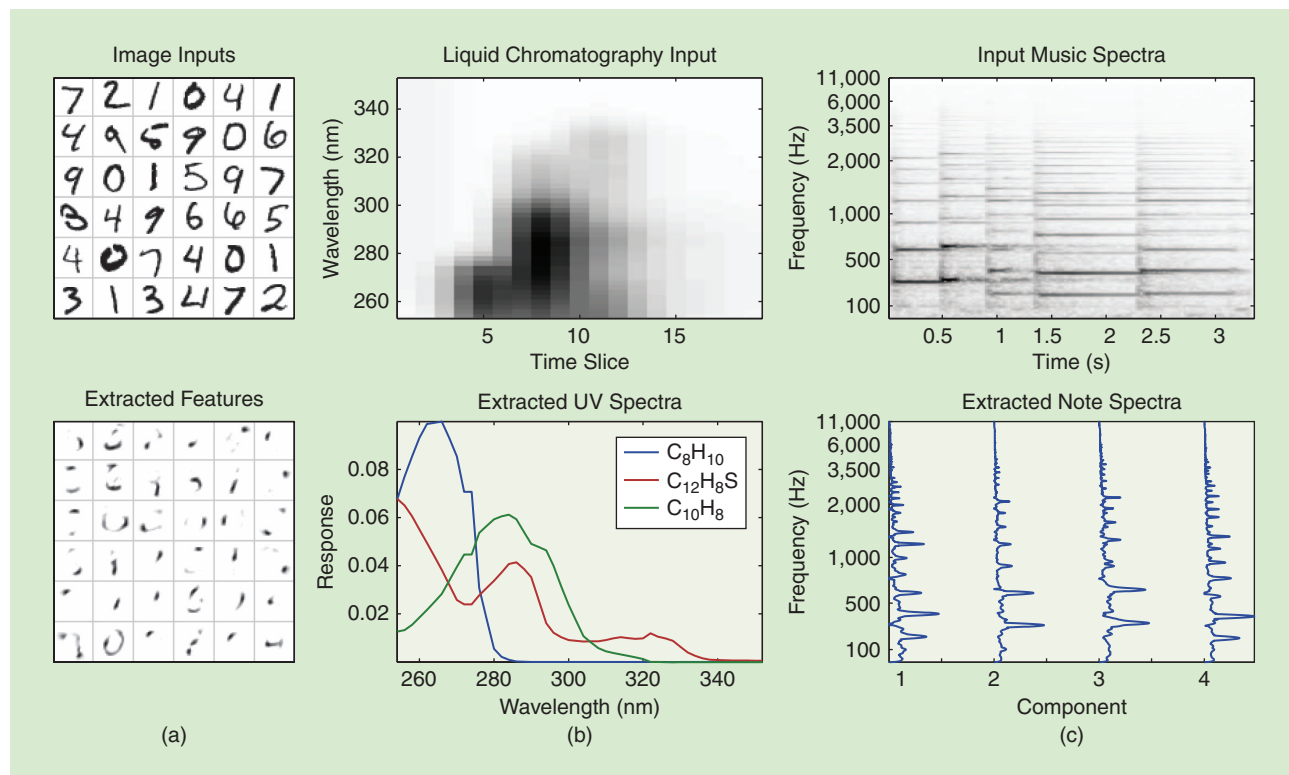 Image Inputs
7 2 1 0 4 1
4 9 5 9 0 6
9 0 1 5 9 7
3 4 9 6 6 5
4 0 7 4 0 1
3 1 3 4 7 2
Extracted Features
(a)
Liquid Chromatography Input
Wavelength (nm)
340
320
300
280
260
5 10 15
Time Slice
Extracted UV Spectra
Response
0.08
0.06
0.04
0.02
C8H10
C12H8S
C10H8
260 280 300 320 340
Wavelength (nm)
(b)
Input Music Spectra
Frequency (Hz)
11,000
6,000
3,500
2,000
1,000
500
100
0.5 1 1.5 2 2.5 3
Time (s)
Extracted Note Spectra
Frequency (Hz)
11,000
6,000
3,500
2,000
1,000
500
100
1 2 3 4
Component
(c)